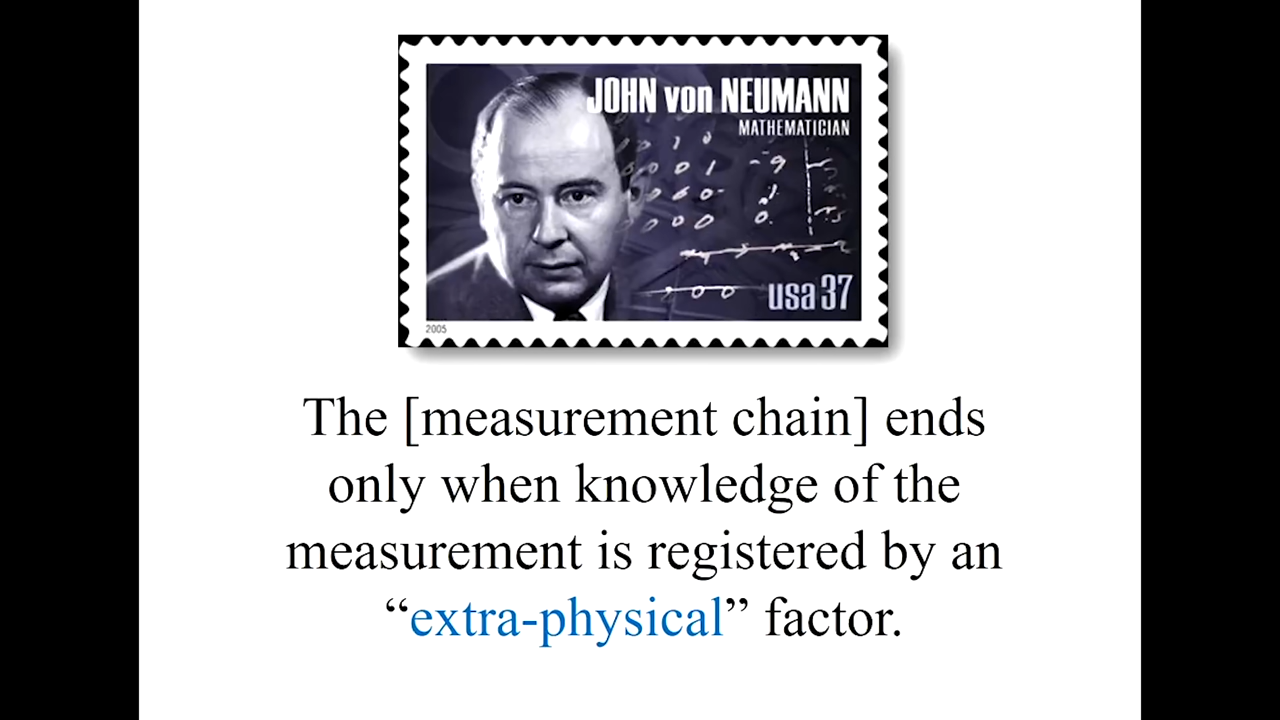 JOHN von NEUMANN
MATHEMATICIAN
usa 37
2005
The [measurement chain] ends
only when knowledge of the
measurement is registered by an
“extra-physical” factor.